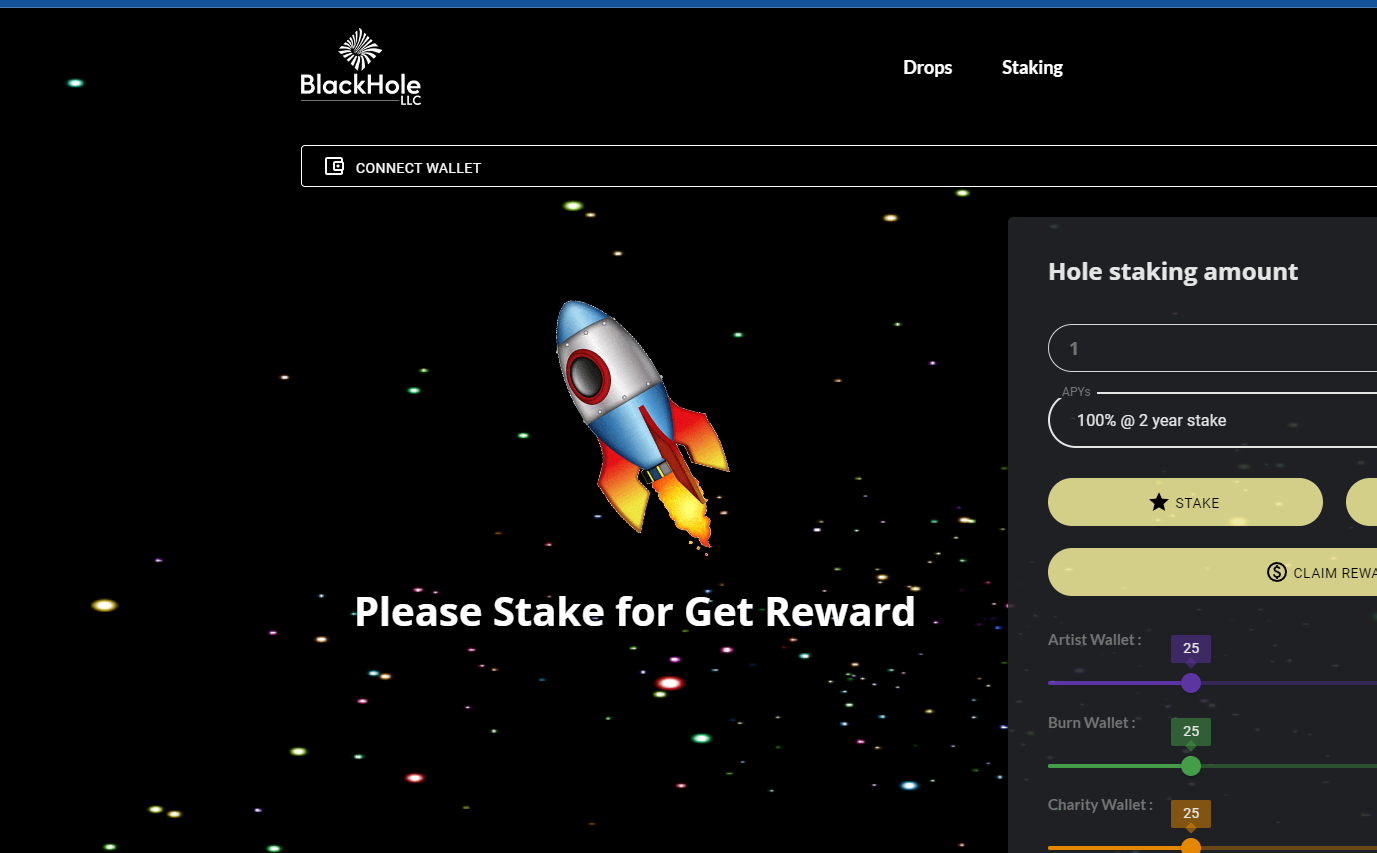 BlackHole
LLC
Drops
Staking
CONNECT WALLET
Hole staking amount
1
APYs
100% @ 2 year stake
STAKE
CLAIM
Please Stake for Get Reward
Artist Wallet :
25
Burn Wallet :
25
Charity Wallet :
25